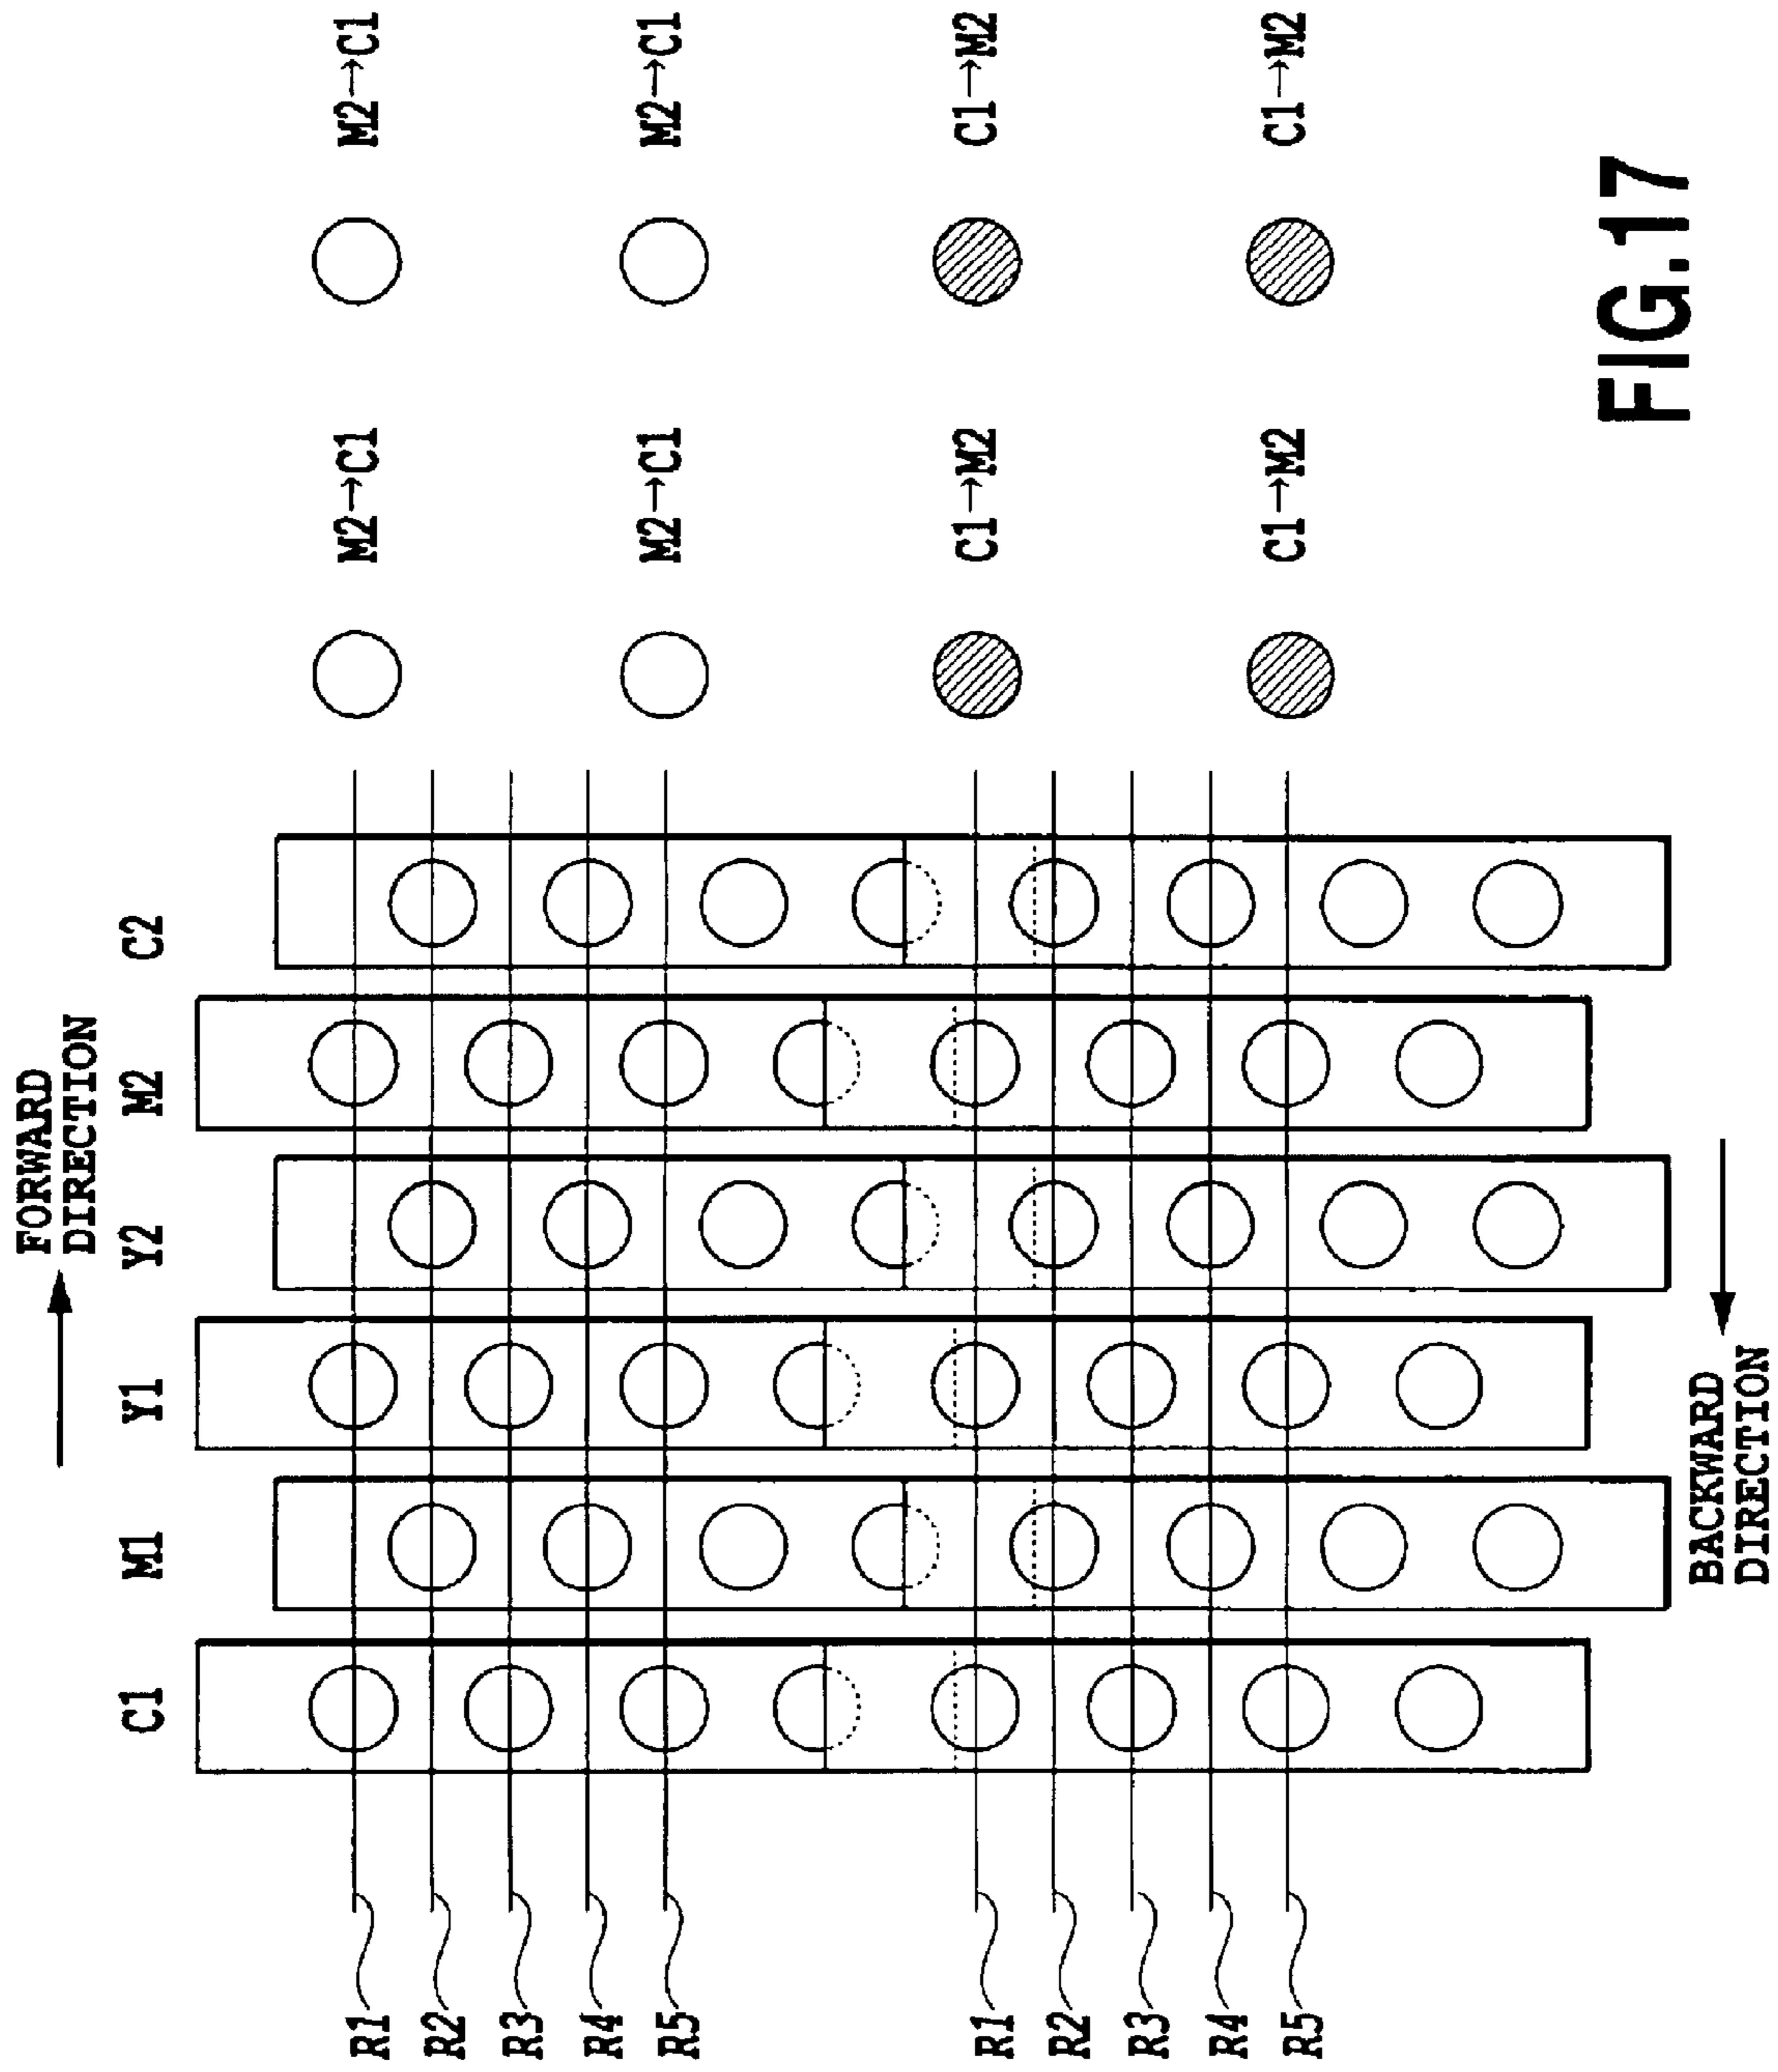 FORWARD
DIRECTION
C1 M1 Y1 Y2 M2 C2
R1 M2→C1 M2→C1
R2
R3
R4
R5 M2→C1 M2→C1
R1 C1→M2 C1→M2
R2
R3
R4
R5 C1→M2 C1→M2
BACKWARD
DIRECTION
FIG.17